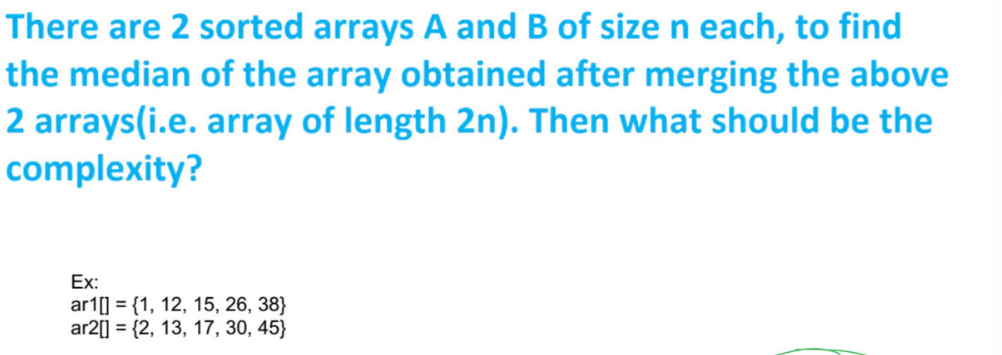 There are 2 sorted arrays A and B of size n each, to find
the median of the array obtained after merging the above
2 arrays(i.e. array of length 2n). Then what should be the
complexity?
Ex:
ar1[] = {1, 12, 15, 26, 38}
ar2[] = {2, 13, 17, 30, 45}